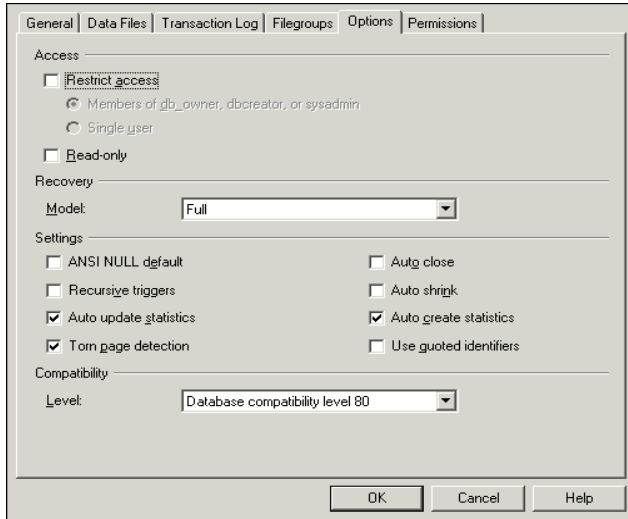 General Data Files Transaction Log Filegroups Options Permissions
Access
Restrict access
Members of db_owner, dbcreator, or sysadmin
Single user
Read-only
Recovery
Model: Full
Settings
ANSI NULL default Auto close
Recursive triggers Auto shrink
Auto update statistics Auto create statistics
Torn page detection Use quoted identifiers
Compatibility
Level: Database compatibility level 80
OK Cancel Help